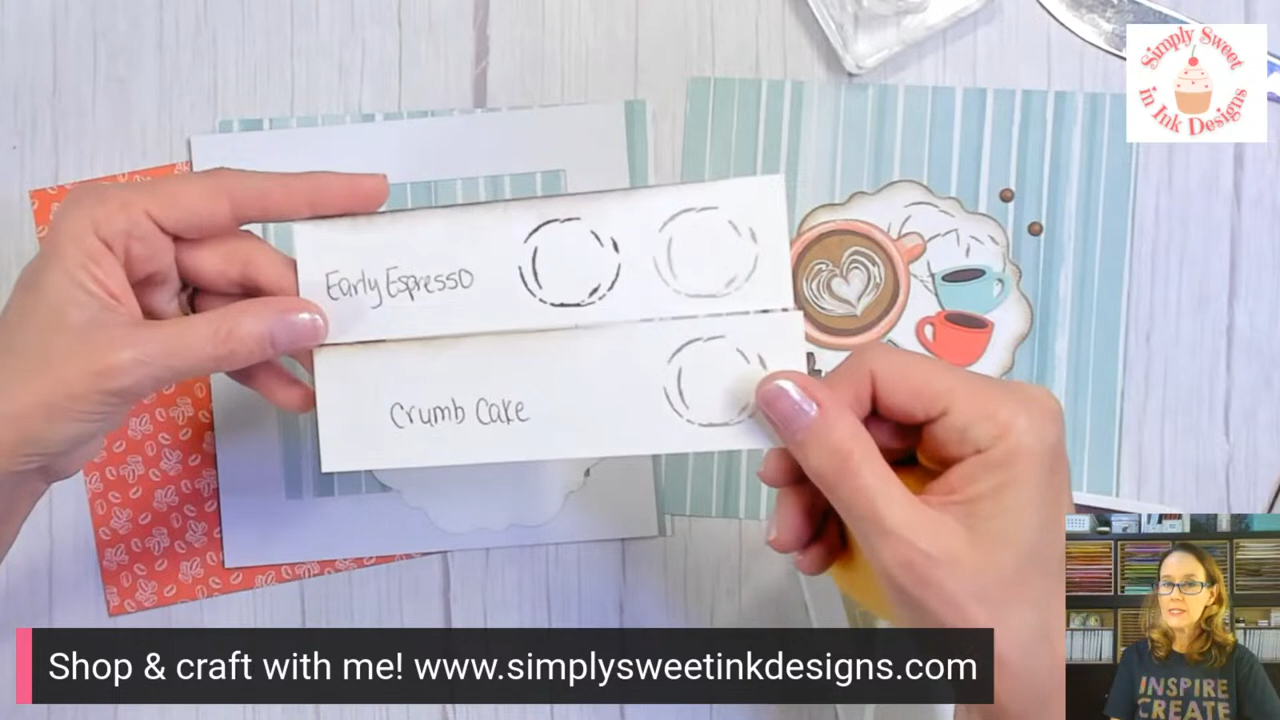 Simply Sweet
in Ink Designs
Early Espresso
Crumb Cake
Shop & craft with me! www.simplysweetinkdesigns.com
INSPIRE
CREATE